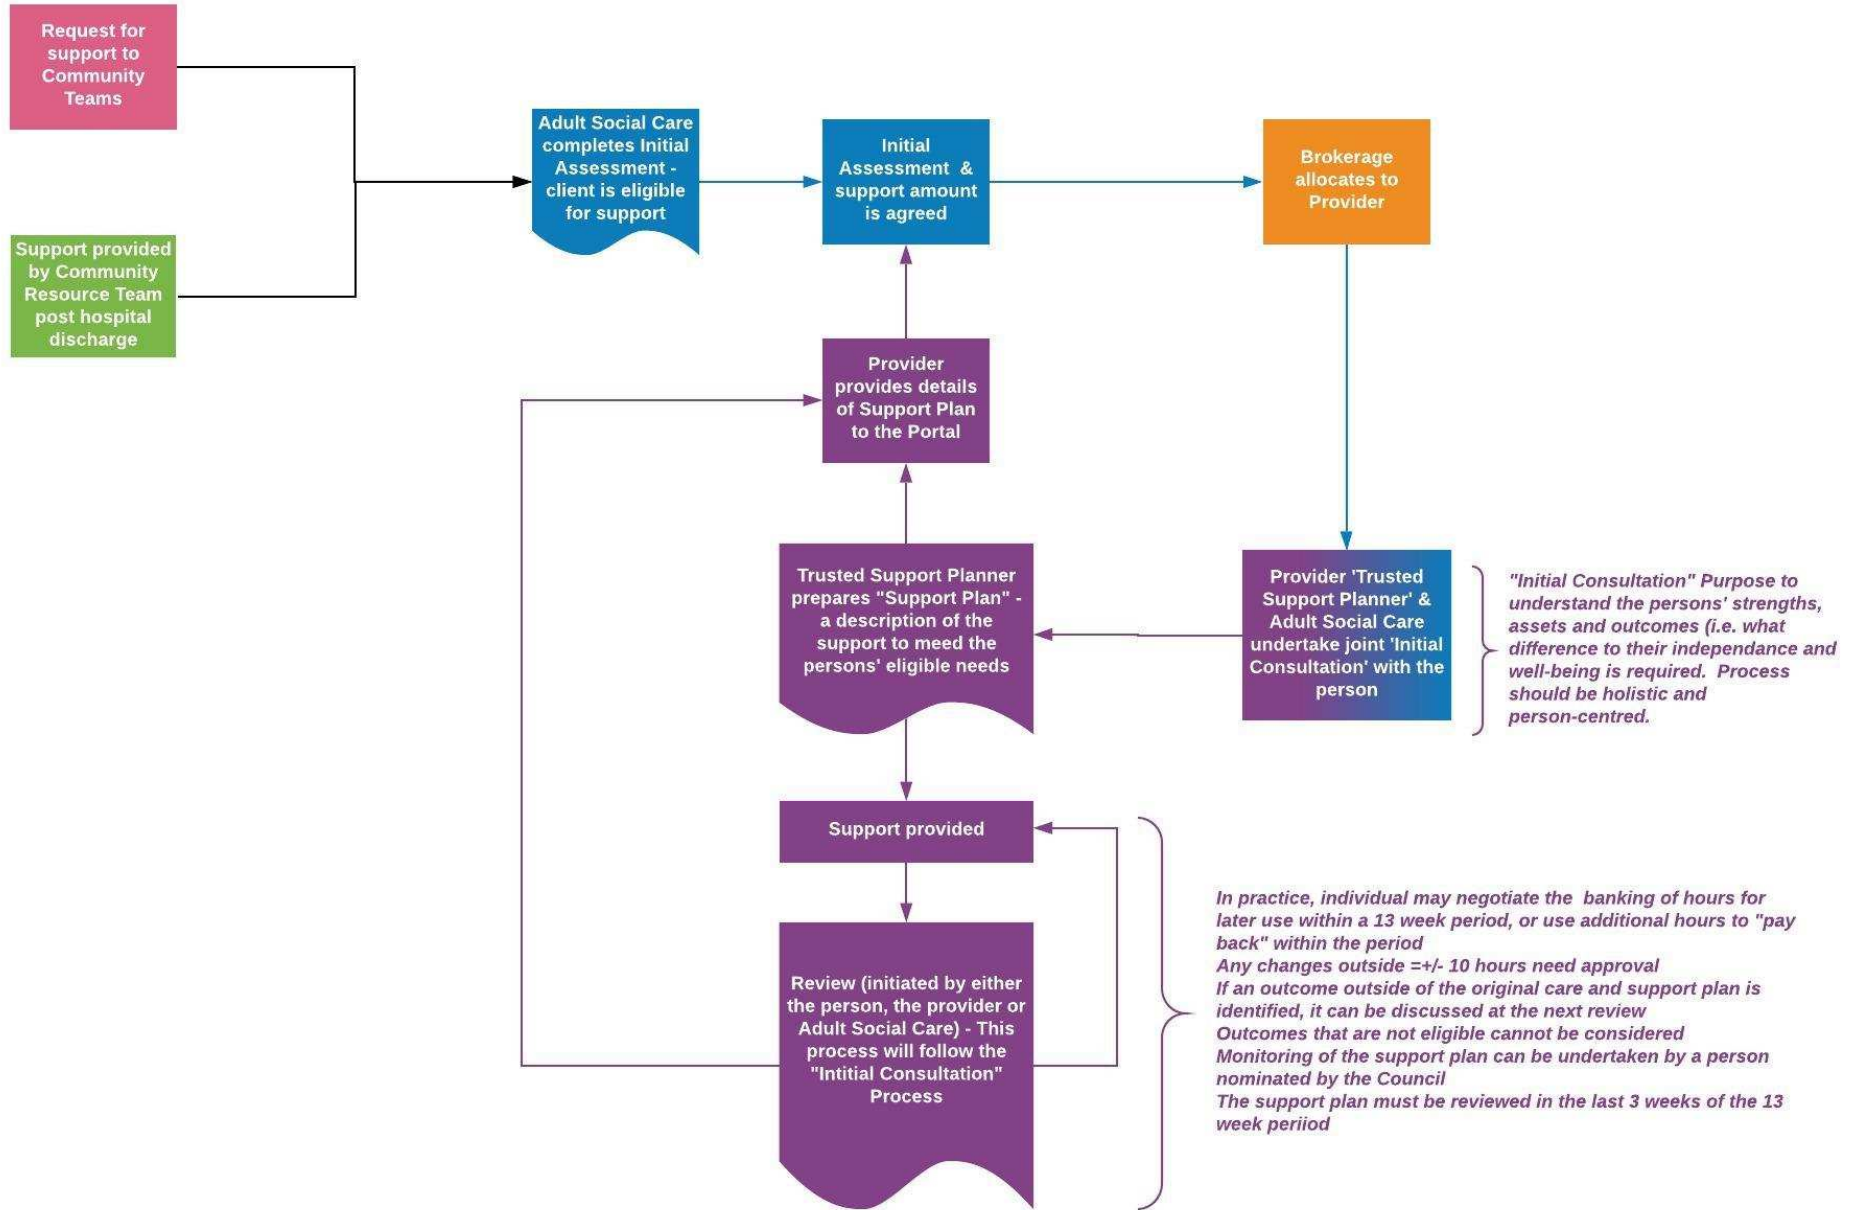 Request for
support to
Community
Teams
Support provided
by Community
Resource Team
post hospital
discharge
Adult Social Care
completes Initial
Assessment -
client is eligible
for support
Initial
Assessment &
support amount
is agreed
Brokerage
allocates to
Provider
Provider
provides details
of Support Plan
to the Portal
Trusted Support Planner
prepares "Support Plan" -
a description of the
support to meed the
persons' eligible needs
Provider 'Trusted
Support Planner' &
Adult Social Care
undertake joint 'Initial
Consultation' with the
person
"Initial Consultation" Purpose to
understand the persons' strengths,
assets and outcomes (i.e. what
difference to their independance and
well-being is required. Process
should be holistic and
person-centred.
Support provided
Review (initiated by either
the person, the provider or
Adult Social Care) - This
process will follow the
"Intitial Consultation"
Process
In practice, individual may negotiate the banking of hours for
later use within a 13 week period, or use additional hours to "pay
back" within the period
Any changes outside =+/- 10 hours need approval
If an outcome outside of the original care and support plan is
identified, it can be discussed at the next review
Outcomes that are not eligible cannot be considered
Monitoring of the support plan can be undertaken by a person
nominated by the Council
The support plan must be reviewed in the last 3 weeks of the 13
week periiod